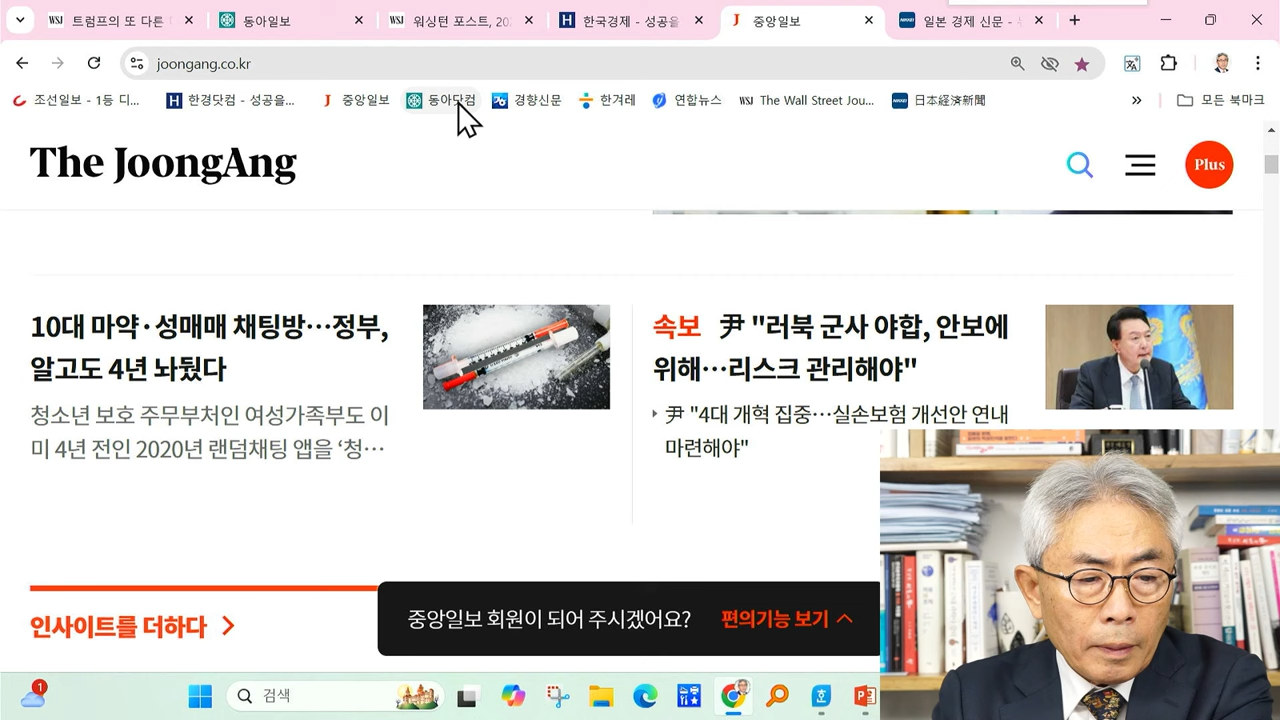 WSJ 트럼프의 또 다른
동아일보
WSJ 워싱턴 포스트, 202
H 한국경제 - 성공을
J 중앙일보
NIKKEI 일본 경제 신문 -
joongang.co.kr
조선일보 - 1등 디...
H 한경닷컴 - 성공을...
J 중앙일보
동아닷컴
경향신문
한겨레
연합뉴스
WSJ The Wall Street Jou...
NIKKEI 日本経済新聞
모든 북마크
The JoongAng
Plus
10대 마약·성매매 채팅방…정부,
알고도 4년 놔뒀다
청소년 보호 주무부처인 여성가족부도 이
미 4년 전인 2020년 랜덤채팅 앱을 ‘청…
속보 尹 "러북 군사 야합, 안보에
위해…리스크 관리해야"
尹 "4대 개혁 집중…실손보험 개선안 연내
마련해야"
인사이트를 더하다
중앙일보 회원이 되어 주시겠어요? 편의기능 보기
1
검색